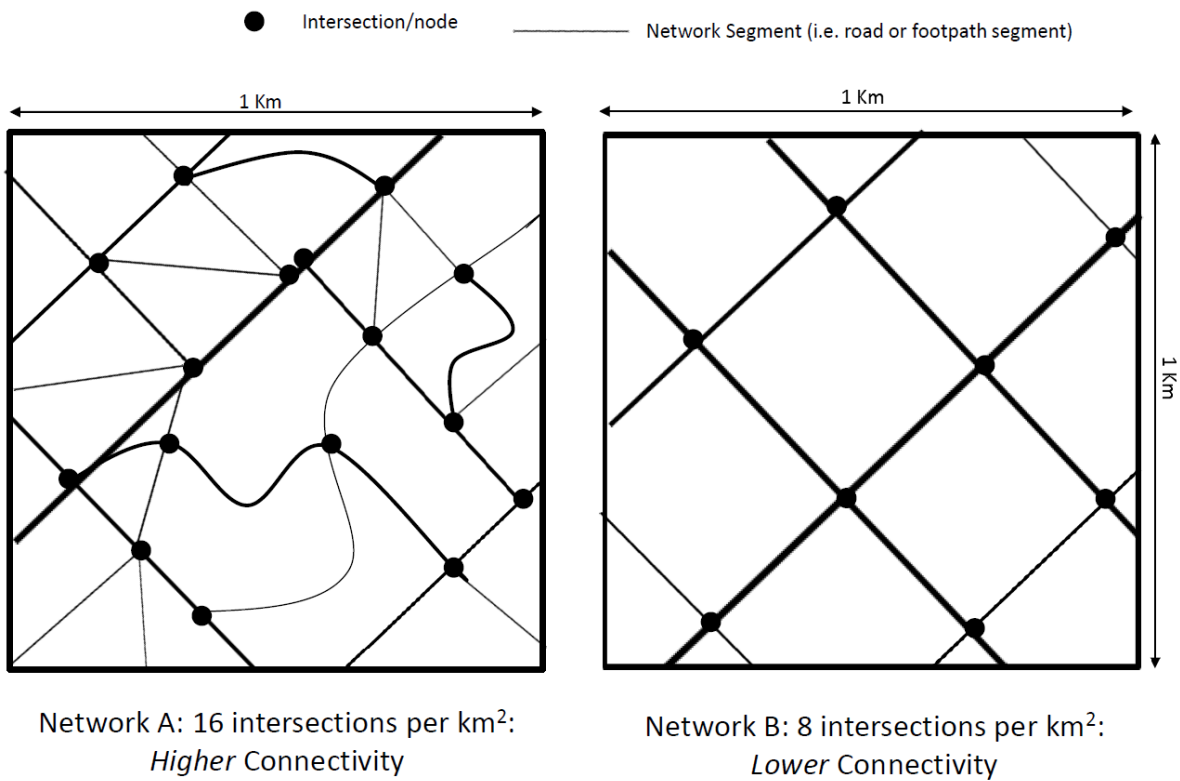 Intersection/node
Network Segment (i.e. road or footpath segment)
1 Km
1 Km
1 Km
Network A: 16 intersections per km²:
Higher Connectivity
Network B: 8 intersections per km²:
Lower Connectivity